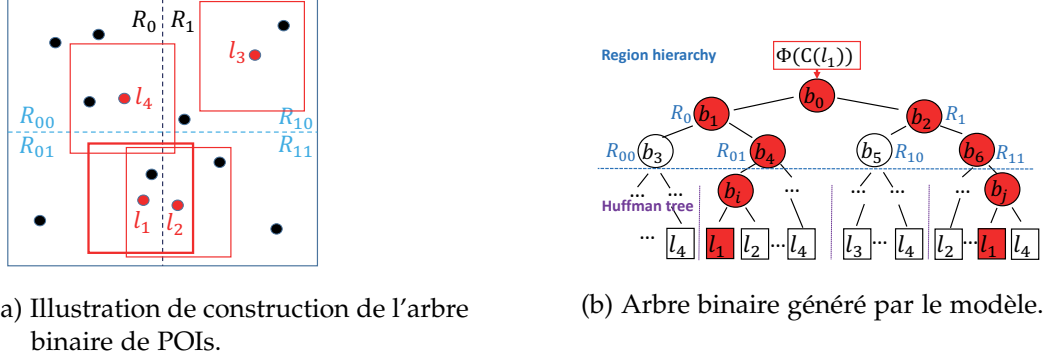 R₀ R₁
l₃
l₄
R₀₀ R₁₀
R₀₁ R₁₁
l₁ l₂
a) Illustration de construction de l'arbre
binaire de POIs.
Region hierarchy Φ(C(l₁))
b₀
R₀ b₁ b₂ R₁
R₀₀ b₃ R₀₁ b₄ b₅ R₁₀ b₆ R₁₁
... ... bᵢ ... ... ... ... bⱼ
Huffman tree
... l₄ l₁ l₂ ... l₄ l₃ ... l₄ l₂ ... l₁ l₄
(b) Arbre binaire généré par le modèle.